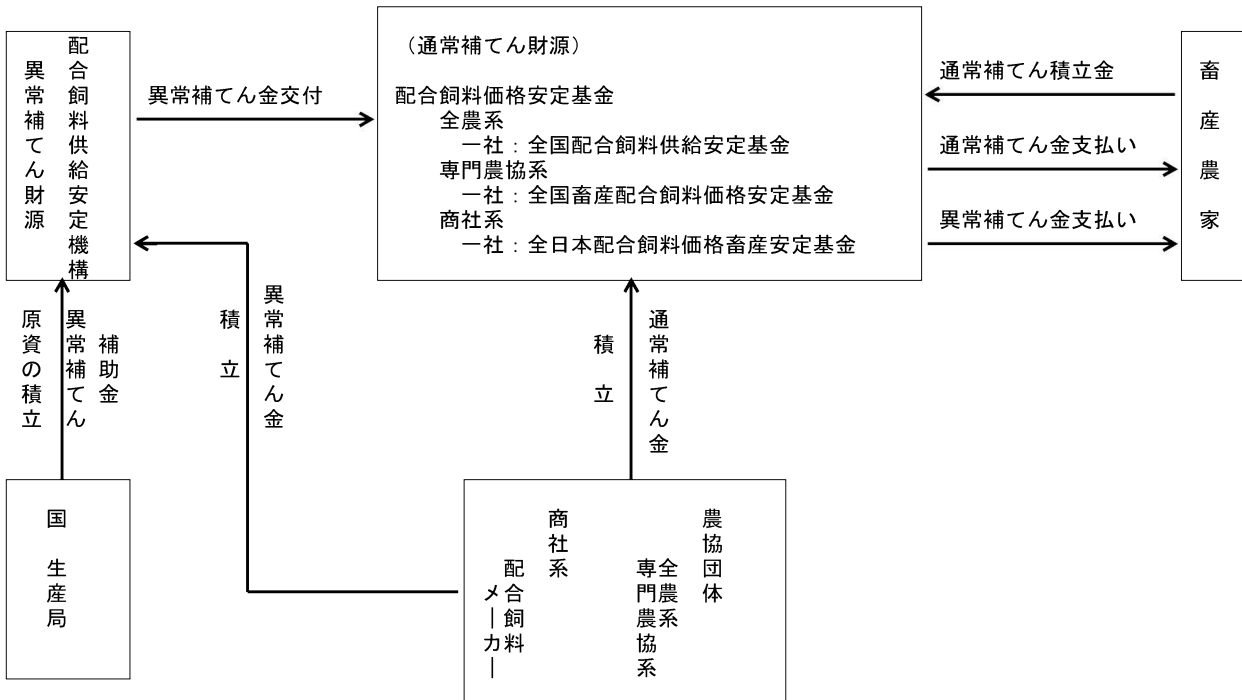 配合飼料供給安定機構
異常補てん財源
異常補てん金交付
（通常補てん財源）
配合飼料価格安定基金
全農系
一社：全国配合飼料供給安定基金
専門農協系
一社：全国畜産配合飼料価格安定基金
商社系
一社：全日本配合飼料価格畜産安定基金
通常補てん積立金
通常補てん金支払い
異常補てん金支払い
畜産農家
補助金
異常補てん
原資の積立
異常補てん金
積立
通常補てん金
積立
国　生産局
農協団体
全農系
専門農協系
商社系
配合飼料
メーカー